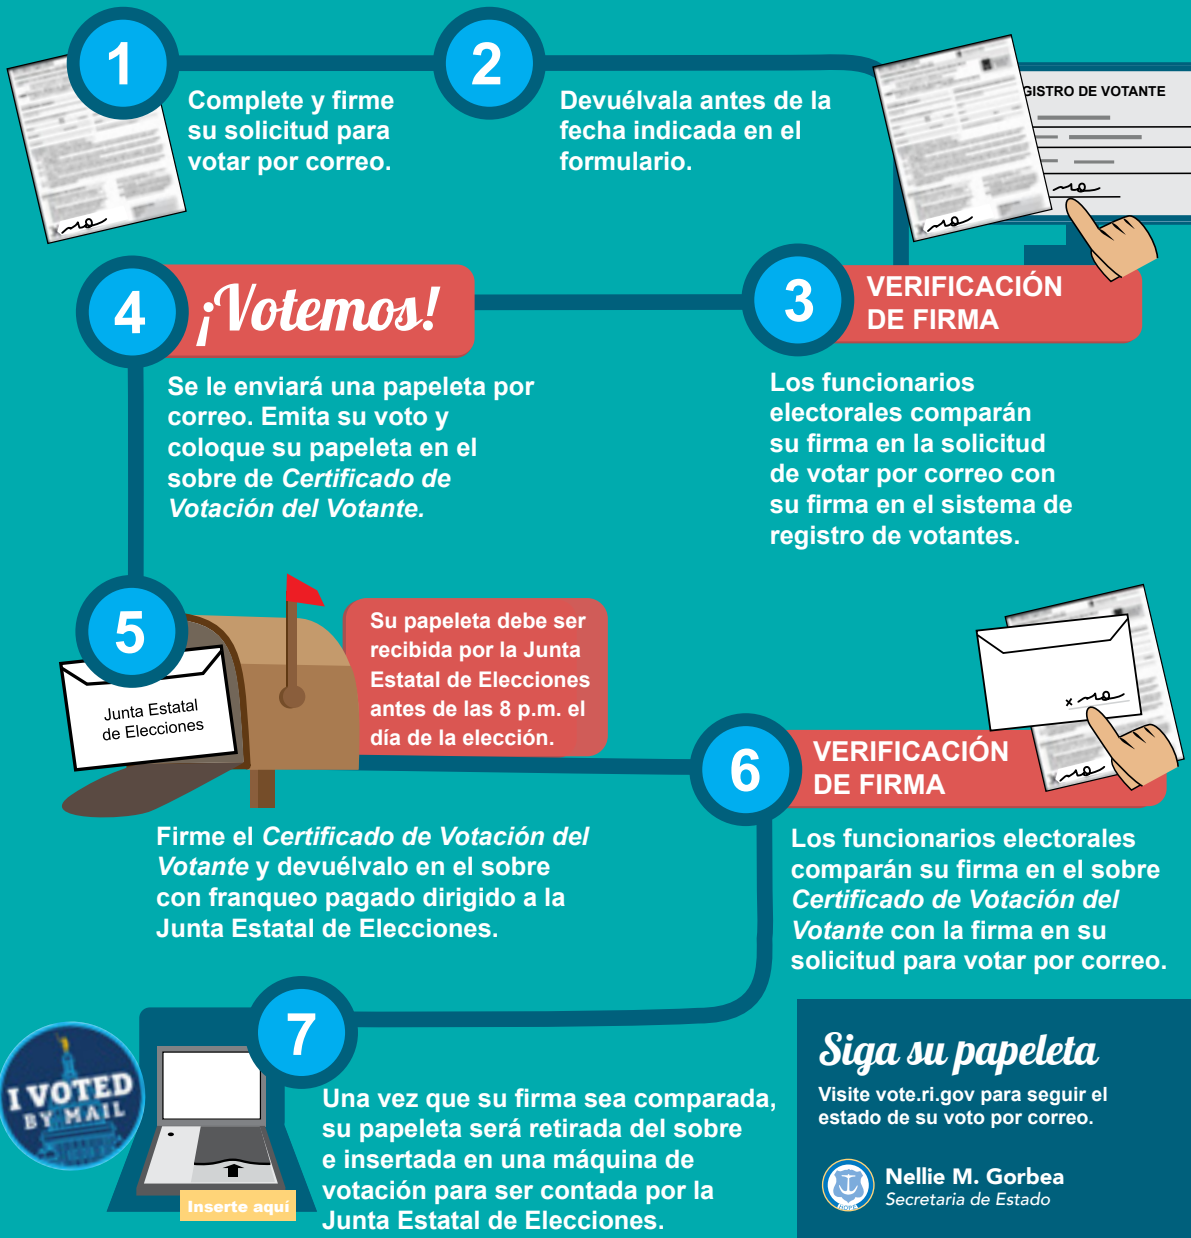 1
Complete y firme
su solicitud para
votar por correo.
2
Devuélvala antes de la
fecha indicada en el
formulario.
GISTRO DE VOTANTE
3
VERIFICACIÓN
DE FIRMA
Los funcionarios
electorales comparán
su firma en la solicitud
de votar por correo con
su firma en el sistema de
registro de votantes.
4
¡Votemos!
Se le enviará una papeleta por
correo. Emita su voto y
coloque su papeleta en el
sobre de Certificado de
Votación del Votante.
5
Junta Estatal
de Elecciones
Su papeleta debe ser
recibida por la Junta
Estatal de Elecciones
antes de las 8 p.m. el
día de la elección.
Firme el Certificado de Votación del
Votante y devuélvalo en el sobre
con franqueo pagado dirigido a la
Junta Estatal de Elecciones.
6
VERIFICACIÓN
DE FIRMA
x
Los funcionarios electorales
comparán su firma en el sobre
Certificado de Votación del
Votante con la firma en su
solicitud para votar por correo.
7
Una vez que su firma sea comparada,
su papeleta será retirada del sobre
e insertada en una máquina de
votación para ser contada por la
Junta Estatal de Elecciones.
Inserte aquí
I VOTED
BY MAIL
Siga su papeleta
Visite vote.ri.gov para seguir el
estado de su voto por correo.
HOPE
Nellie M. Gorbea
Secretaria de Estado